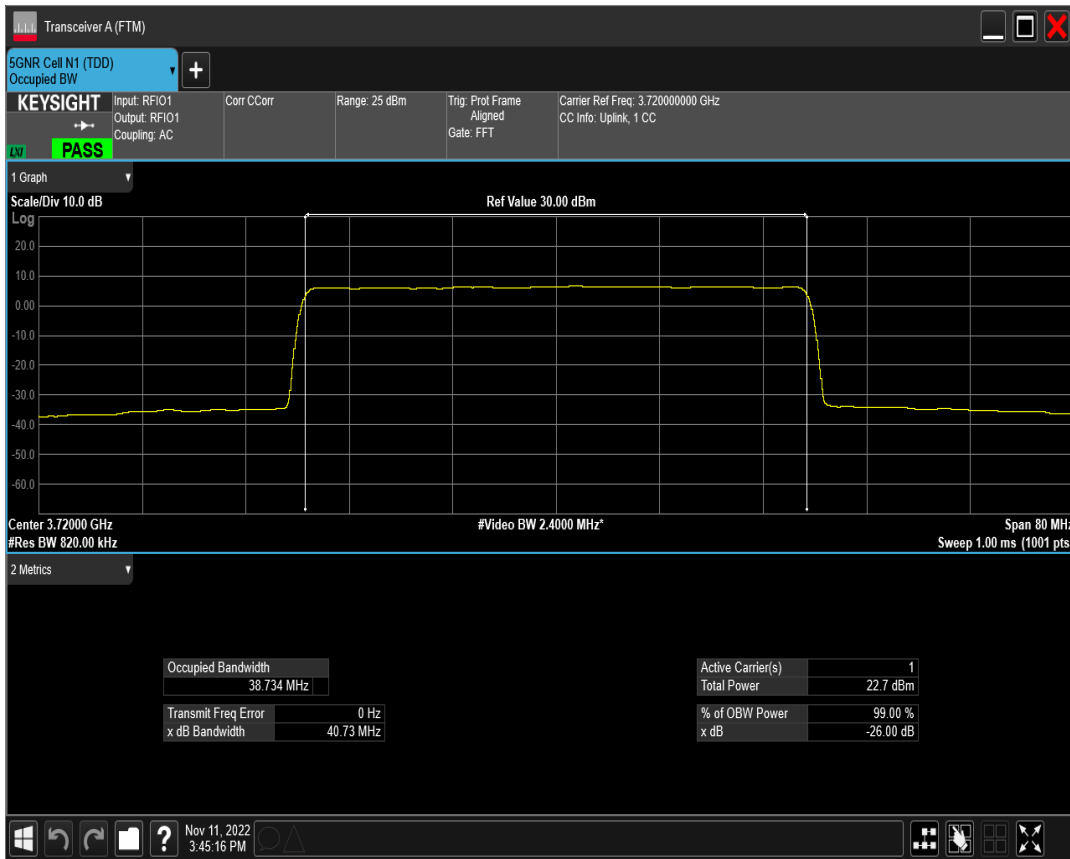 Transceiver A (FTM)
5GNR Cell N1 (TDD)
Occupied BW
+
KEYSIGHT
LXI
PASS
Input: RFIO1
Output: RFIO1
Coupling: AC
Corr CCorr
Range: 25 dBm
Trig: Prot Frame
Aligned
Gate: FFT
Carrier Ref Freq: 3.720000000 GHz
CC Info: Uplink, 1 CC
1 Graph
Scale/Div 10.0 dB
Ref Value 30.00 dBm
Log
20.0
10.0
0.00
-10.0
-20.0
-30.0
-40.0
-50.0
-60.0
Center 3.72000 GHz
#Video BW 2.4000 MHz*
Span 80 MHz
#Res BW 820.00 kHz
Sweep 1.00 ms (1001 pts
2 Metrics
Occupied Bandwidth
38.734 MHz
Transmit Freq Error 0 Hz
x dB Bandwidth 40.73 MHz
Active Carrier(s) 1
Total Power 22.7 dBm
% of OBW Power 99.00 %
x dB -26.00 dB
?
Nov 11, 2022
3:45:16 PM